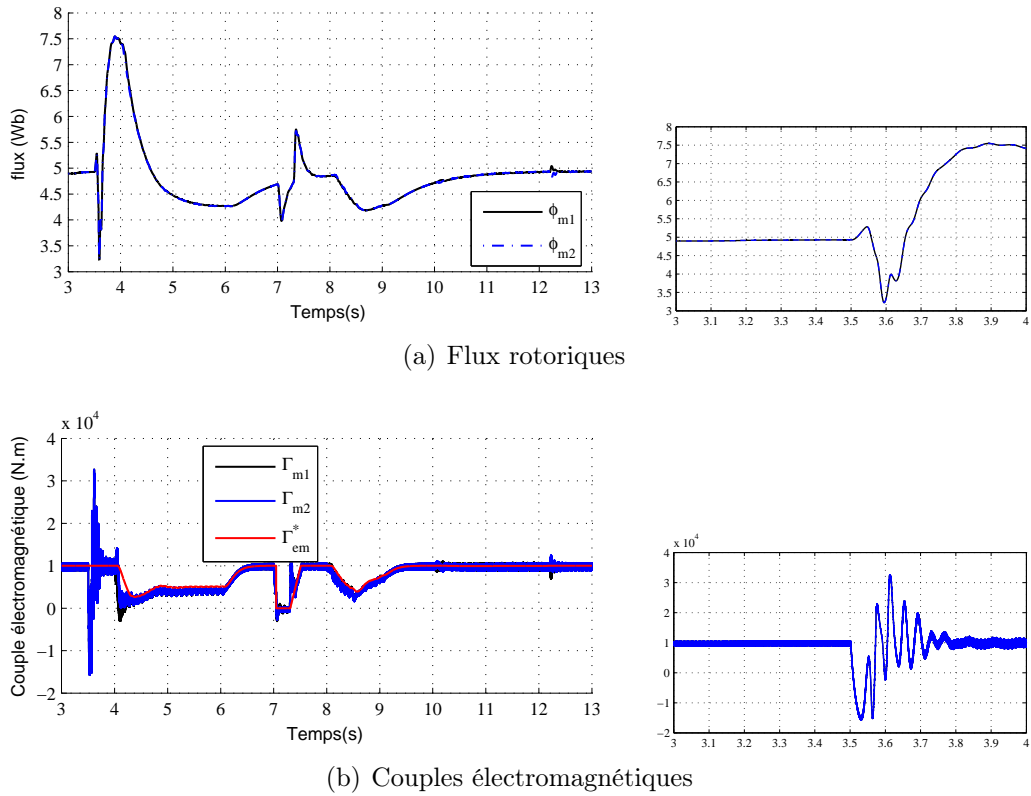 8
7.5
7
6.5
6
5.5
5
4.5
4
3.5
3
flux (Wb)
3 4 5 6 7 8 9 10 11 12 13
Temps(s)
ϕm1
ϕm2
8
7.5
7
6.5
6
5.5
5
4.5
4
3.5
3
3 3.1 3.2 3.3 3.4 3.5 3.6 3.7 3.8 3.9 4
(a) Flux rotoriques
x 10^4
4
3
2
1
0
−1
−2
Couple électromagnétique (N.m)
3 4 5 6 7 8 9 10 11 12 13
Temps(s)
Γm1
Γm2
Γ*em
x 10^4
4
3
2
1
0
−1
−2
3 3.1 3.2 3.3 3.4 3.5 3.6 3.7 3.8 3.9 4
(b) Couples électromagnétiques